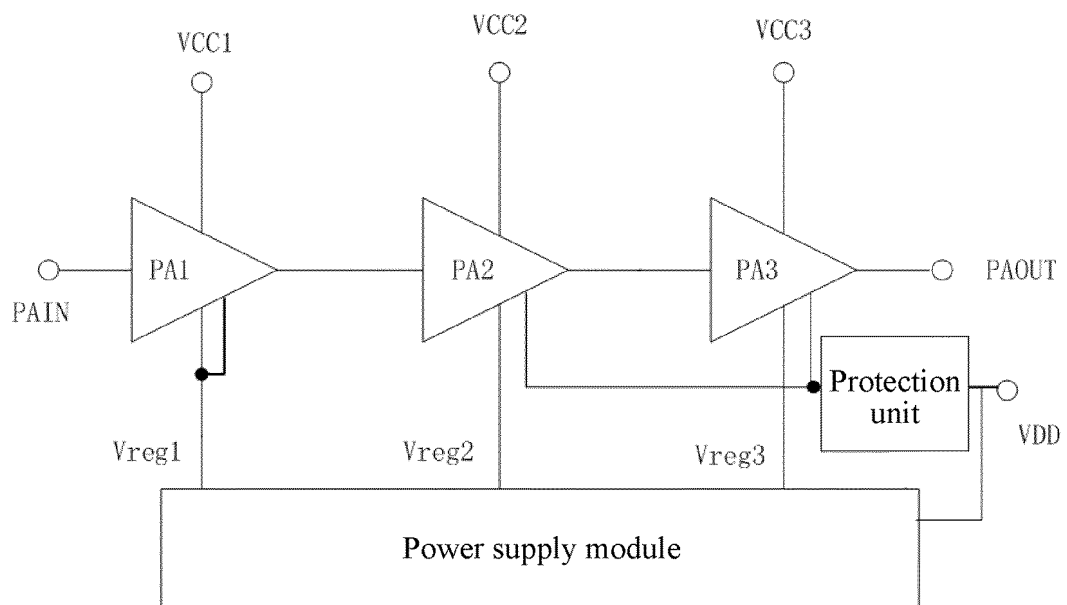 VCC1
VCC2
VCC3
PA1
PA2
PA3
PAIN
PAOUT
Protection
unit
VDD
Vreg1
Vreg2
Vreg3
Power supply module